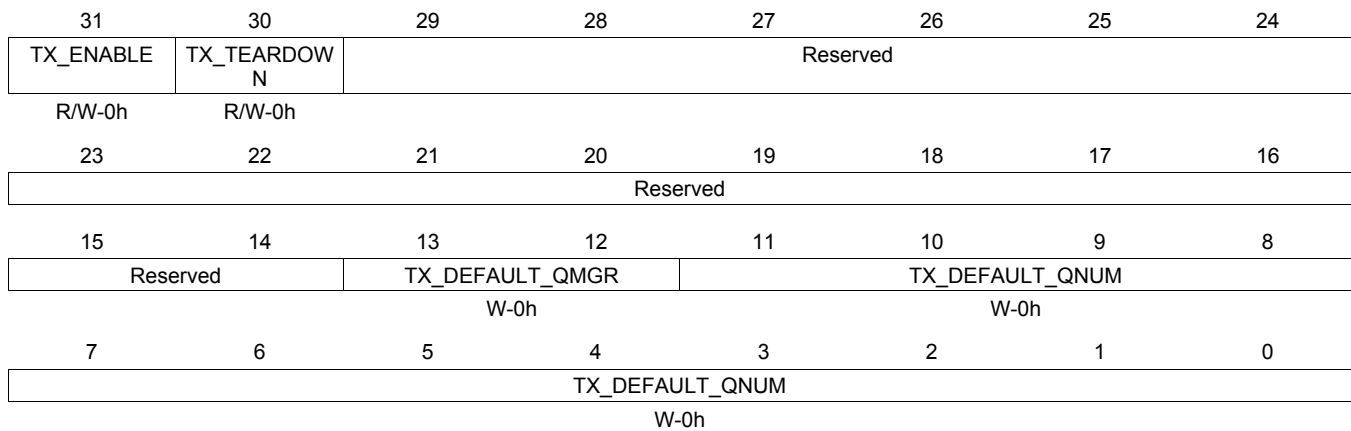 31 30 29 28 27 26 25 24
TX_ENABLE TX_TEARDOW Reserved
N
R/W-0h R/W-0h
23 22 21 20 19 18 17 16
Reserved
15 14 13 12 11 10 9 8
Reserved TX_DEFAULT_QMGR TX_DEFAULT_QNUM
W-0h W-0h
7 6 5 4 3 2 1 0
TX_DEFAULT_QNUM
W-0h